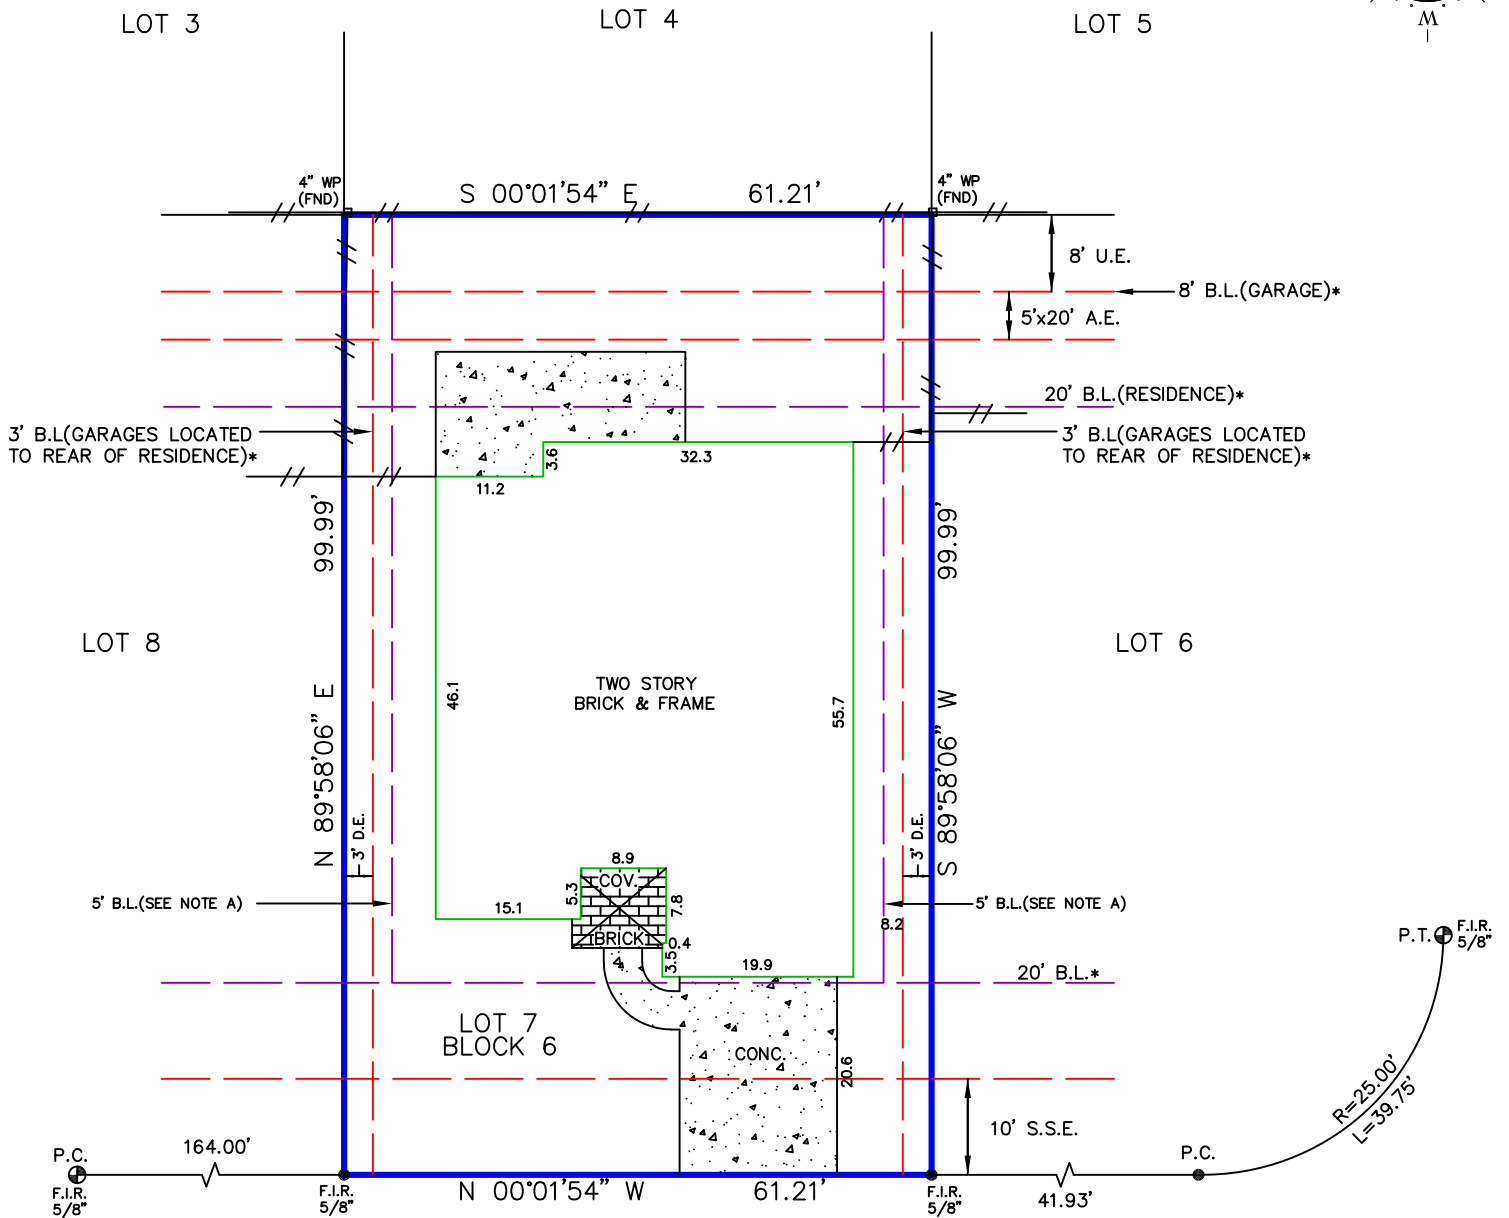 LOT 3
LOT 4
LOT 5
W
4" WP
(FND)
S 00°01'54" E 61.21'
4" WP
(FND)
8' U.E.
8' B.L.(GARAGE)*
5'x20' A.E.
20' B.L.(RESIDENCE)*
3' B.L(GARAGES LOCATED
TO REAR OF RESIDENCE)*
3' B.L(GARAGES LOCATED
TO REAR OF RESIDENCE)*
3.6
32.3
11.2
N 89°58'06" E 99.99'
S 89°58'06" W 99.99'
LOT 8
LOT 6
TWO STORY
BRICK & FRAME
46.1
55.7
3' D.E.
3' D.E.
8.9
COV.
5.3
7.8
BRICK
15.1
0.4
3.5
19.9
5' B.L.(SEE NOTE A)
5' B.L.(SEE NOTE A)
8.2
P.T.
F.I.R.
5/8"
20' B.L.*
LOT 7
BLOCK 6
CONC.
20.6
10' S.S.E.
R=25.00'
L=39.75'
P.C.
F.I.R.
5/8"
164.00'
F.I.R.
5/8"
N 00°01'54" W 61.21'
F.I.R.
5/8"
41.93'
P.C.